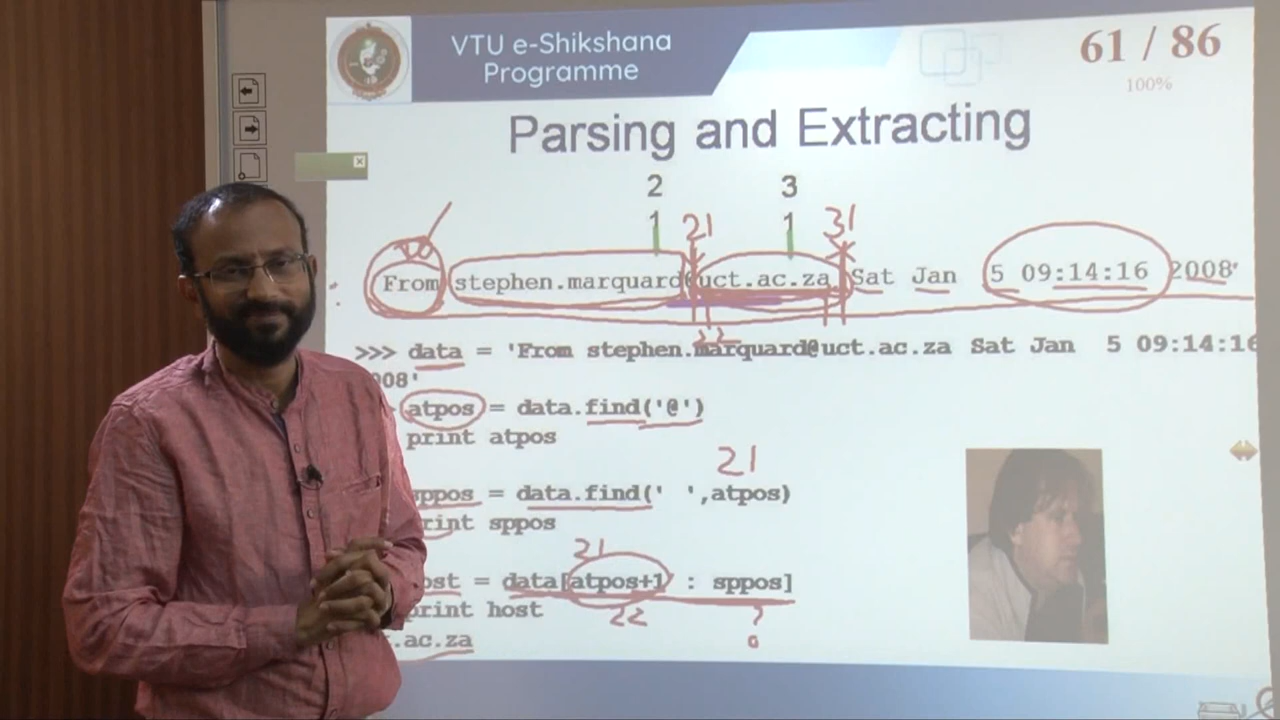 VTU e-Shikshana
Programme
61 / 86
100%
Parsing and Extracting
2 3
1 21 1 31
From stephen.marquard@uct.ac.za Sat Jan 5 09:14:16 2008
22
>>> data = 'From stephen.marquard@uct.ac.za Sat Jan 5 09:14:16
008'
atpos = data.find('@')
print atpos
21
sppos = data.find(' ',atpos)
print sppos
21
ost = data[atpos+1 : sppos]
print host
22 ?
.ac.za